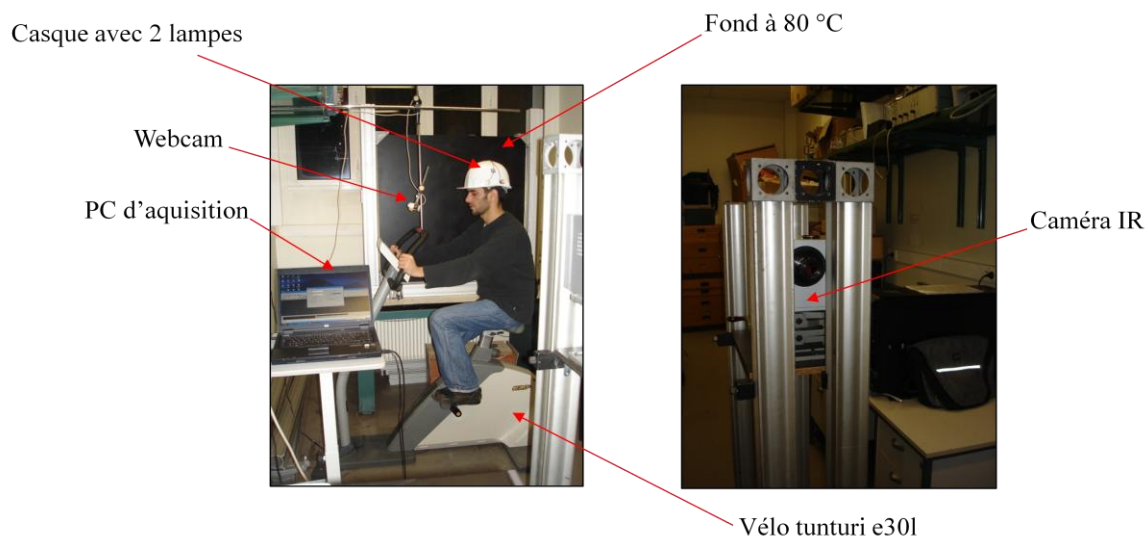 Casque avec 2 lampes
Fond à 80 °C
Webcam
PC d'aquisition
Caméra IR
Vélo tunturi e30l